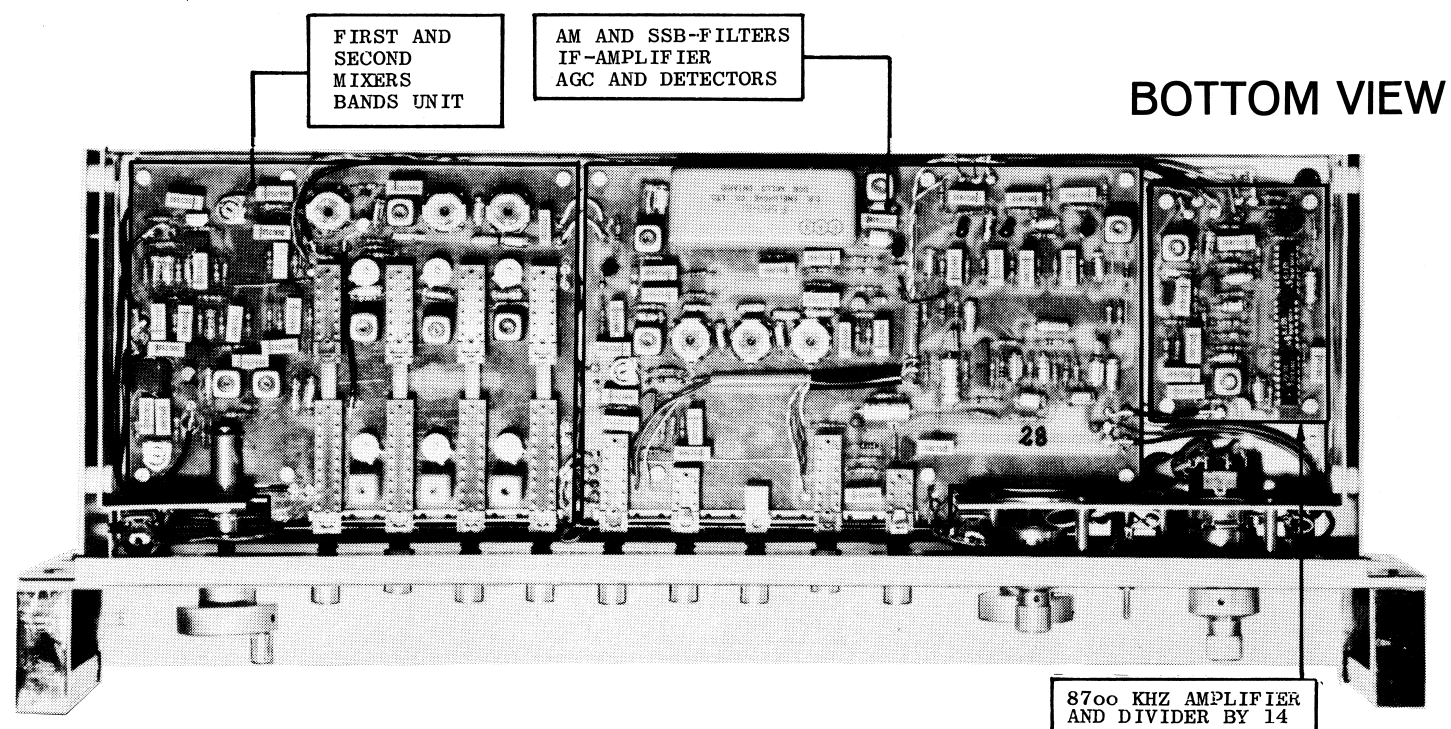 FIRST AND
SECOND
MIXERS
BANDS UNIT
AM AND SSB-FILTERS
IF-AMPLIFIER
AGC AND DETECTORS
BOTTOM VIEW
28
8700 KHZ AMPLIFIER
AND DIVIDER BY 14